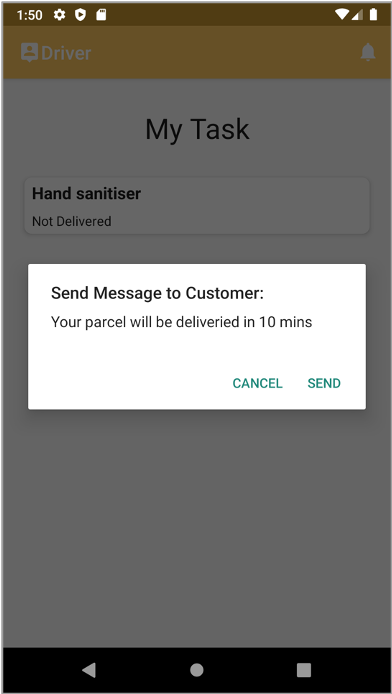 1:50
Driver
My Task
Hand sanitiser
Not Delivered
Send Message to Customer:
Your parcel will be deliveried in 10 mins
CANCEL SEND